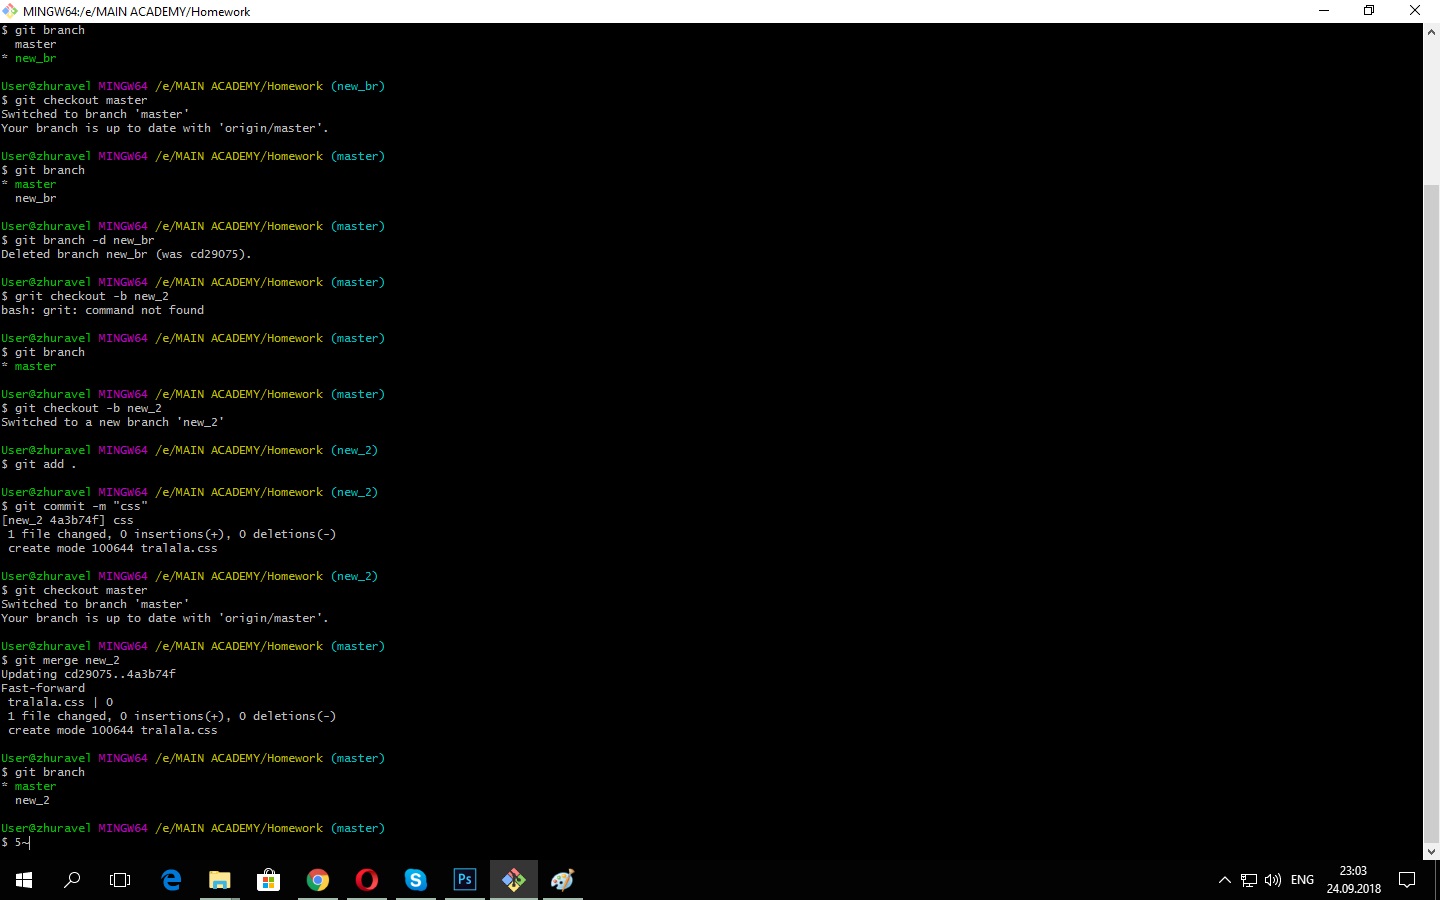 MINGW64:/e/MAIN ACADEMY/Homework
$ git branch
  master
* new_br
User@zhuravel MINGW64 /e/MAIN ACADEMY/Homework (new_br)
$ git checkout master
Switched to branch 'master'
Your branch is up to date with 'origin/master'.
User@zhuravel MINGW64 /e/MAIN ACADEMY/Homework (master)
$ git branch
* master
  new_br
User@zhuravel MINGW64 /e/MAIN ACADEMY/Homework (master)
$ git branch -d new_br
Deleted branch new_br (was cd29075).
User@zhuravel MINGW64 /e/MAIN ACADEMY/Homework (master)
$ grit checkout -b new_2
bash: grit: command not found
User@zhuravel MINGW64 /e/MAIN ACADEMY/Homework (master)
$ git branch
* master
User@zhuravel MINGW64 /e/MAIN ACADEMY/Homework (master)
$ git checkout -b new_2
Switched to a new branch 'new_2'
User@zhuravel MINGW64 /e/MAIN ACADEMY/Homework (new_2)
$ git add .
User@zhuravel MINGW64 /e/MAIN ACADEMY/Homework (new_2)
$ git commit -m "css"
[new_2 4a3b74f] css
 1 file changed, 0 insertions(+), 0 deletions(-)
 create mode 100644 tralala.css
User@zhuravel MINGW64 /e/MAIN ACADEMY/Homework (new_2)
$ git checkout master
Switched to branch 'master'
Your branch is up to date with 'origin/master'.
User@zhuravel MINGW64 /e/MAIN ACADEMY/Homework (master)
$ git merge new_2
Updating cd29075..4a3b74f
Fast-forward
 tralala.css | 0
 1 file changed, 0 insertions(+), 0 deletions(-)
 create mode 100644 tralala.css
User@zhuravel MINGW64 /e/MAIN ACADEMY/Homework (master)
$ git branch
* master
  new_2
User@zhuravel MINGW64 /e/MAIN ACADEMY/Homework (master)
$ 5~
Ps
ENG
23:03
24.09.2018